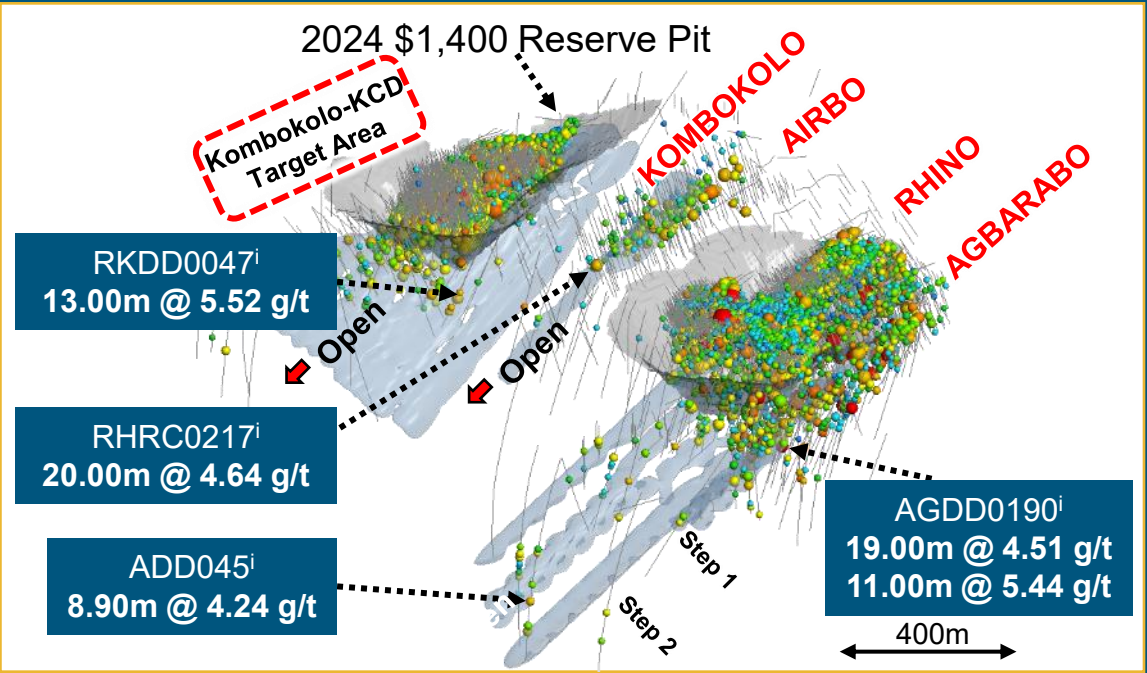 2024 $1,400 Reserve Pit
Kombokolo-KCD
Target Area
KOMBOKOLO
AIRBO
RHINO
AGBARABO
RKDD0047ⁱ
13.00m @ 5.52 g/t
Open
Open
RHRC0217ⁱ
20.00m @ 4.64 g/t
AGDD0190ⁱ
19.00m @ 4.51 g/t
11.00m @ 5.44 g/t
ADD045ⁱ
8.90m @ 4.24 g/t
Step 1
Step 2
400m